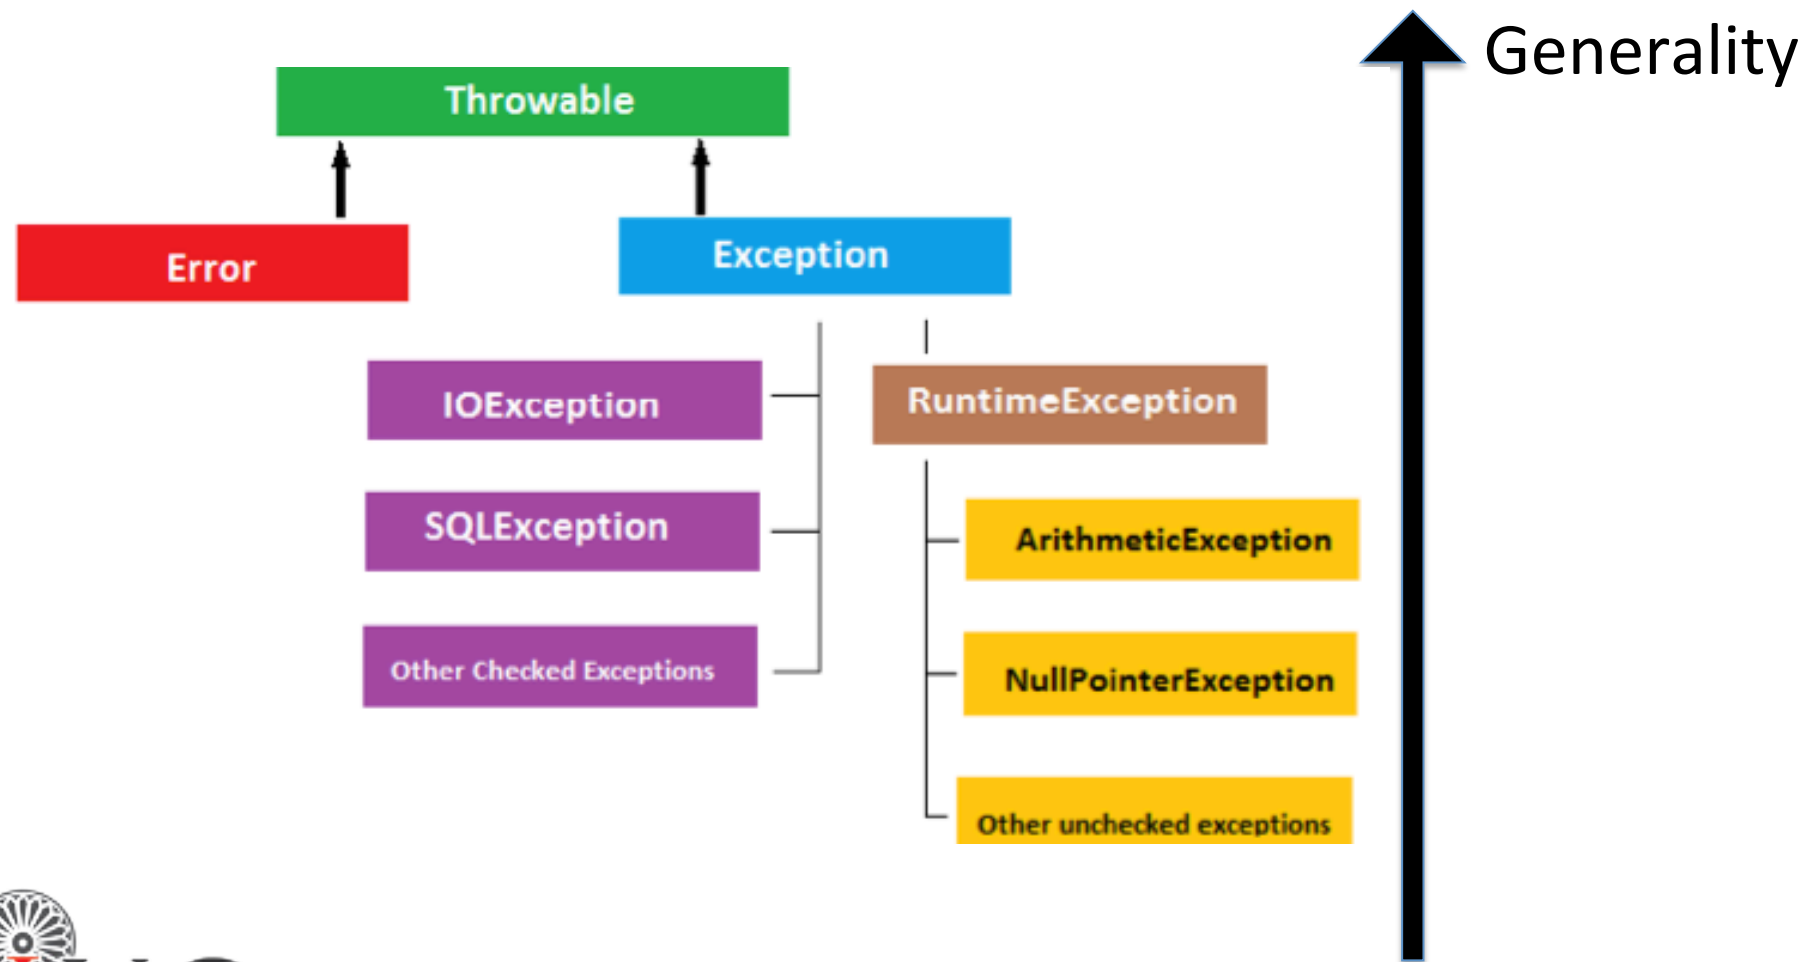 Generality
Throwable
Error
Exception
IOException
RuntimeException
SQLException
ArithmeticException
Other Checked Exceptions
NullPointerException
Other unchecked exceptions